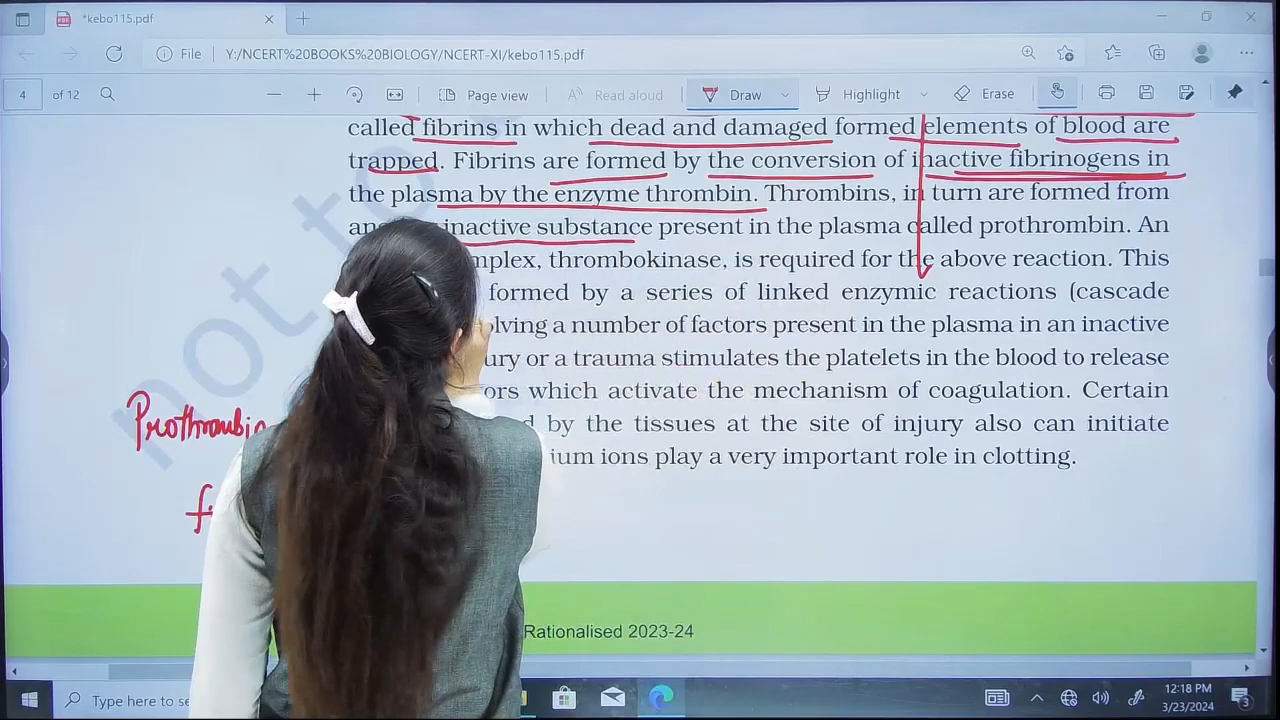 *kebo115.pdf
File Y:/NCERT%20BOOKS%20BIOLOGY/NCERT-XI/kebo115.pdf
4 of 12 Page view Read aloud Draw Highlight Erase
called fibrins in which dead and damaged formed elements of blood are
trapped. Fibrins are formed by the conversion of inactive fibrinogens in
the plasma by the enzyme thrombin. Thrombins, in turn are formed from
inactive substance present in the plasma called prothrombin. An
thrombokinase, is required for the above reaction. This
formed by a series of linked enzymic reactions (cascade
a number of factors present in the plasma in an inactive
or a trauma stimulates the platelets in the blood to release
which activate the mechanism of coagulation. Certain
by the tissues at the site of injury also can initiate
ions play a very important role in clotting.
not to
Prothrombin
Rationalised 2023-24
Type here to
12:18 PM
3/23/2024
3